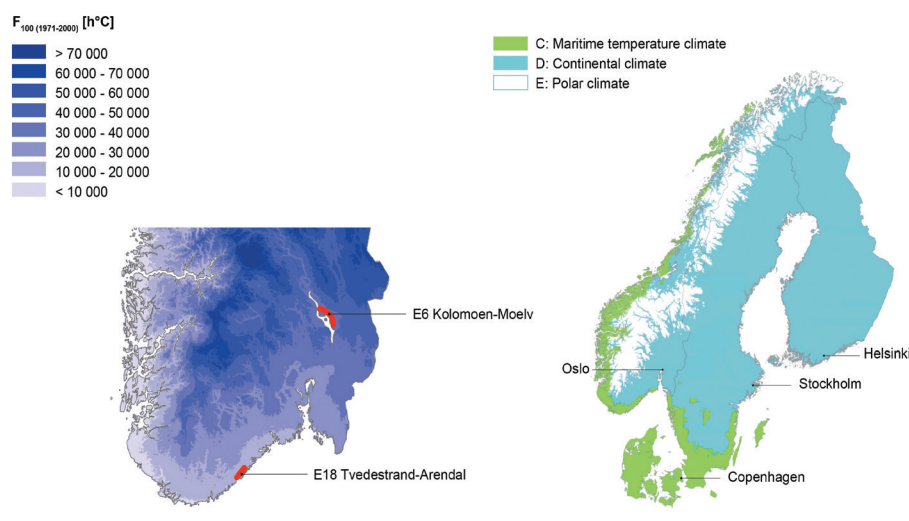 F100 (1971-2000) [h°C]
> 70 000
60 000 - 70 000
50 000 - 60 000
40 000 - 50 000
30 000 - 40 000
20 000 - 30 000
10 000 - 20 000
< 10 000
E6 Kolomoen-Moelv
E18 Tvedestrand-Arendal
C: Maritime temperature climate
D: Continental climate
E: Polar climate
Oslo
Helsinki
Stockholm
Copenhagen